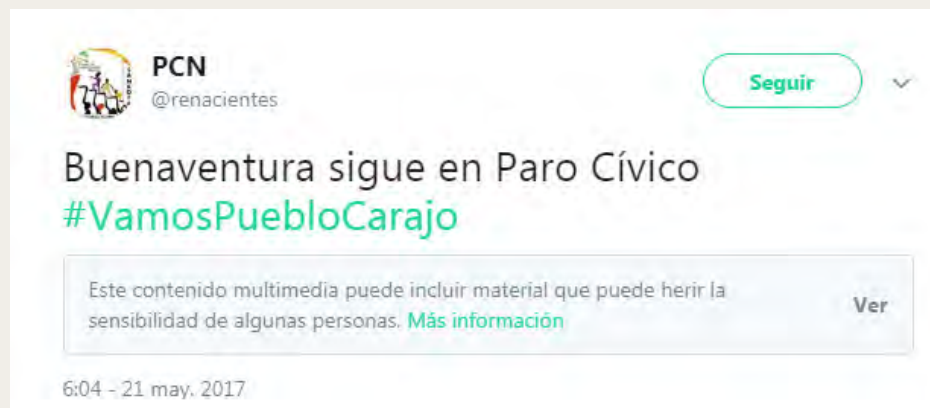 PCN
@renacientes
Seguir
Buenaventura sigue en Paro Cívico
#VamosPuebloCarajo
Este contenido multimedia puede incluir material que puede herir la
sensibilidad de algunas personas. Más información
Ver
6:04 - 21 may. 2017